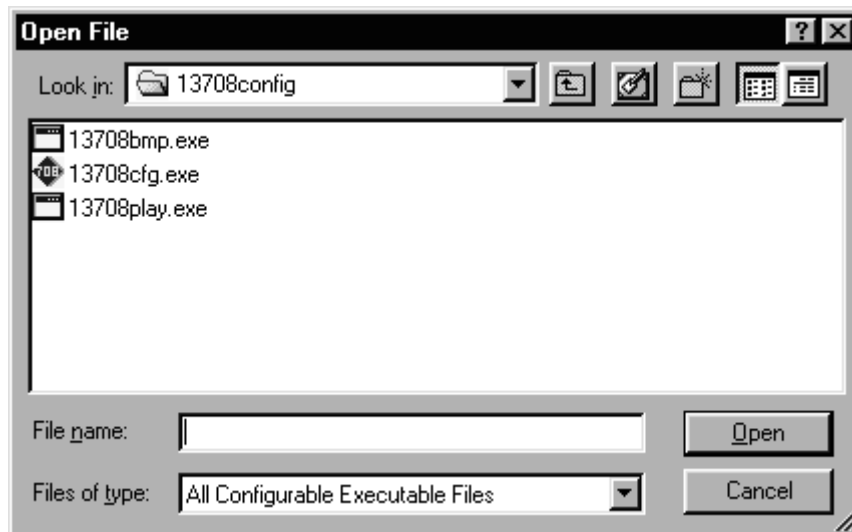 Open File
Look in: 13708config
13708bmp.exe
708 13708cfg.exe
13708play.exe
File name: Open
Files of type: All Configurable Executable Files Cancel